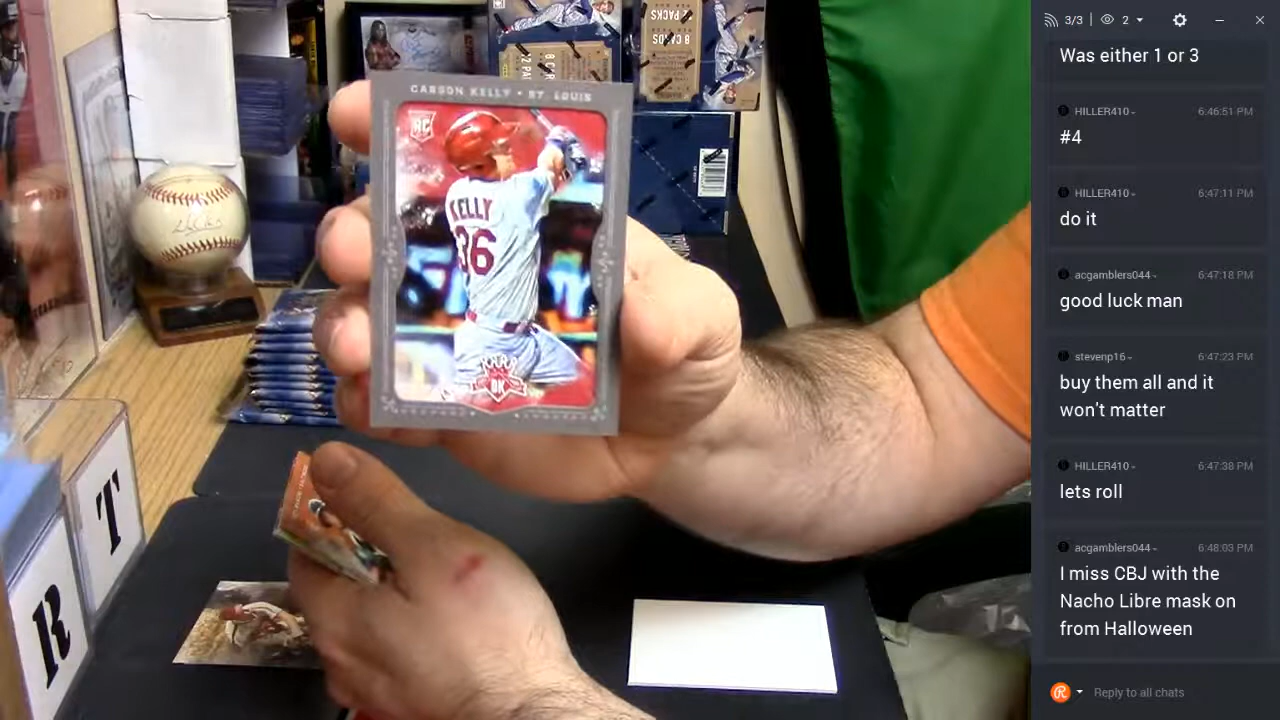 8 CARDS
PACKS
CARSON KELLY • ST. LOUIS
RC
KELLY
36
DK
T
R
3/3
2
Was either 1 or 3
HILLER410
6:46:51 PM
#4
HILLER410
6:47:11 PM
do it
acgamblers044
6:47:18 PM
good luck man
stevenp16
6:47:23 PM
buy them all and it
won't matter
HILLER410
6:47:38 PM
lets roll
acgamblers044
6:48:03 PM
I miss CBJ with the
Nacho Libre mask on
from Halloween
Reply to all chats